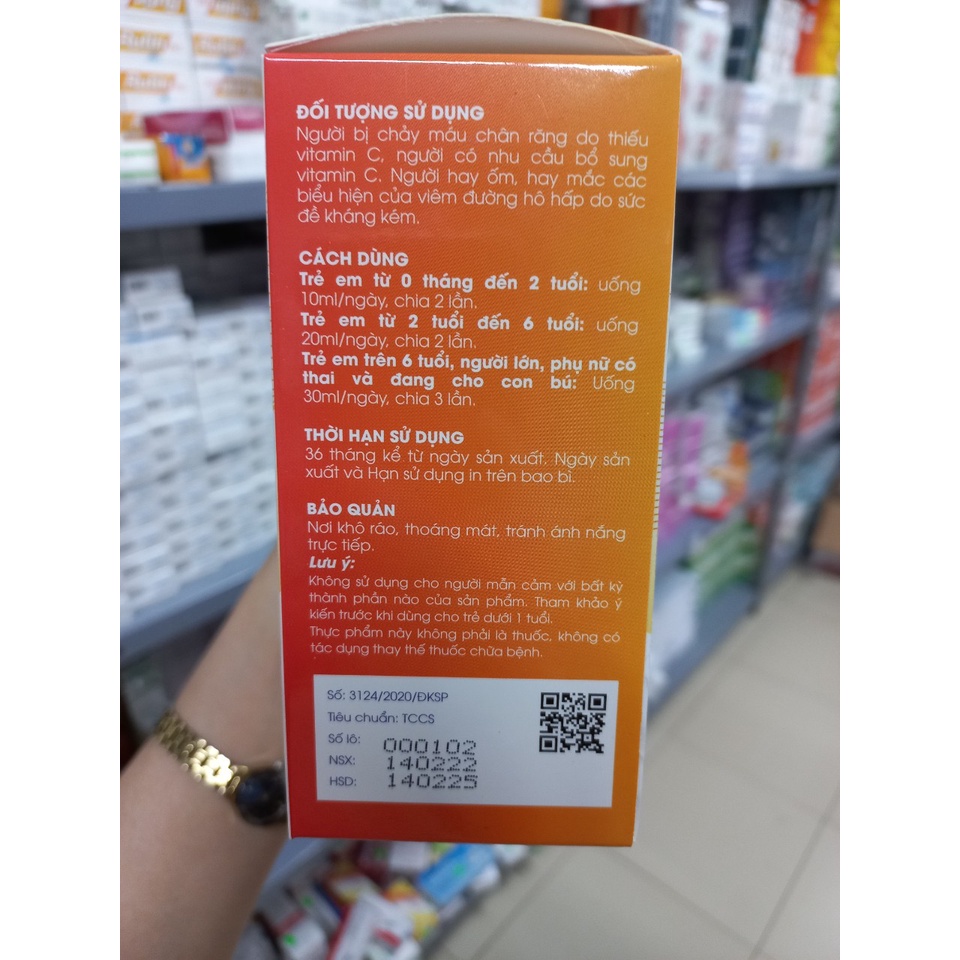 ĐỐI TƯỢNG SỬ DỤNG
Người bị chảy máu chân răng do thiếu
vitamin C, người có nhu cầu bổ sung
vitamin C. Người hay ốm, hay mắc các
biểu hiện của viêm đường hô hấp do sức
đề kháng kém.
CÁCH DÙNG
Trẻ em từ 0 tháng đến 2 tuổi: uống
10ml/ngày, chia 2 lần.
Trẻ em từ 2 tuổi đến 6 tuổi: uống
20ml/ngày, chia 2 lần.
Trẻ em trên 6 tuổi, người lớn, phụ nữ có
thai và đang cho con bú: Uống
30ml/ngày, chia 3 lần.
THỜI HẠN SỬ DỤNG
36 tháng kể từ ngày sản xuất. Ngày sản
xuất và Hạn sử dụng in trên bao bì.
BẢO QUẢN
Nơi khô ráo, thoáng mát, tránh ánh nắng
trực tiếp.
Lưu ý:
Không sử dụng cho người mẫn cảm với bất kỳ
thành phần nào của sản phẩm. Tham khảo ý
kiến trước khi dùng cho trẻ dưới 1 tuổi.
Thực phẩm này không phải là thuốc, không có
tác dụng thay thế thuốc chữa bệnh.
Số: 3124/2020/ĐKSP
Tiêu chuẩn: TCCS
Số lô: 000102
NSX: 140222
HSD: 140225